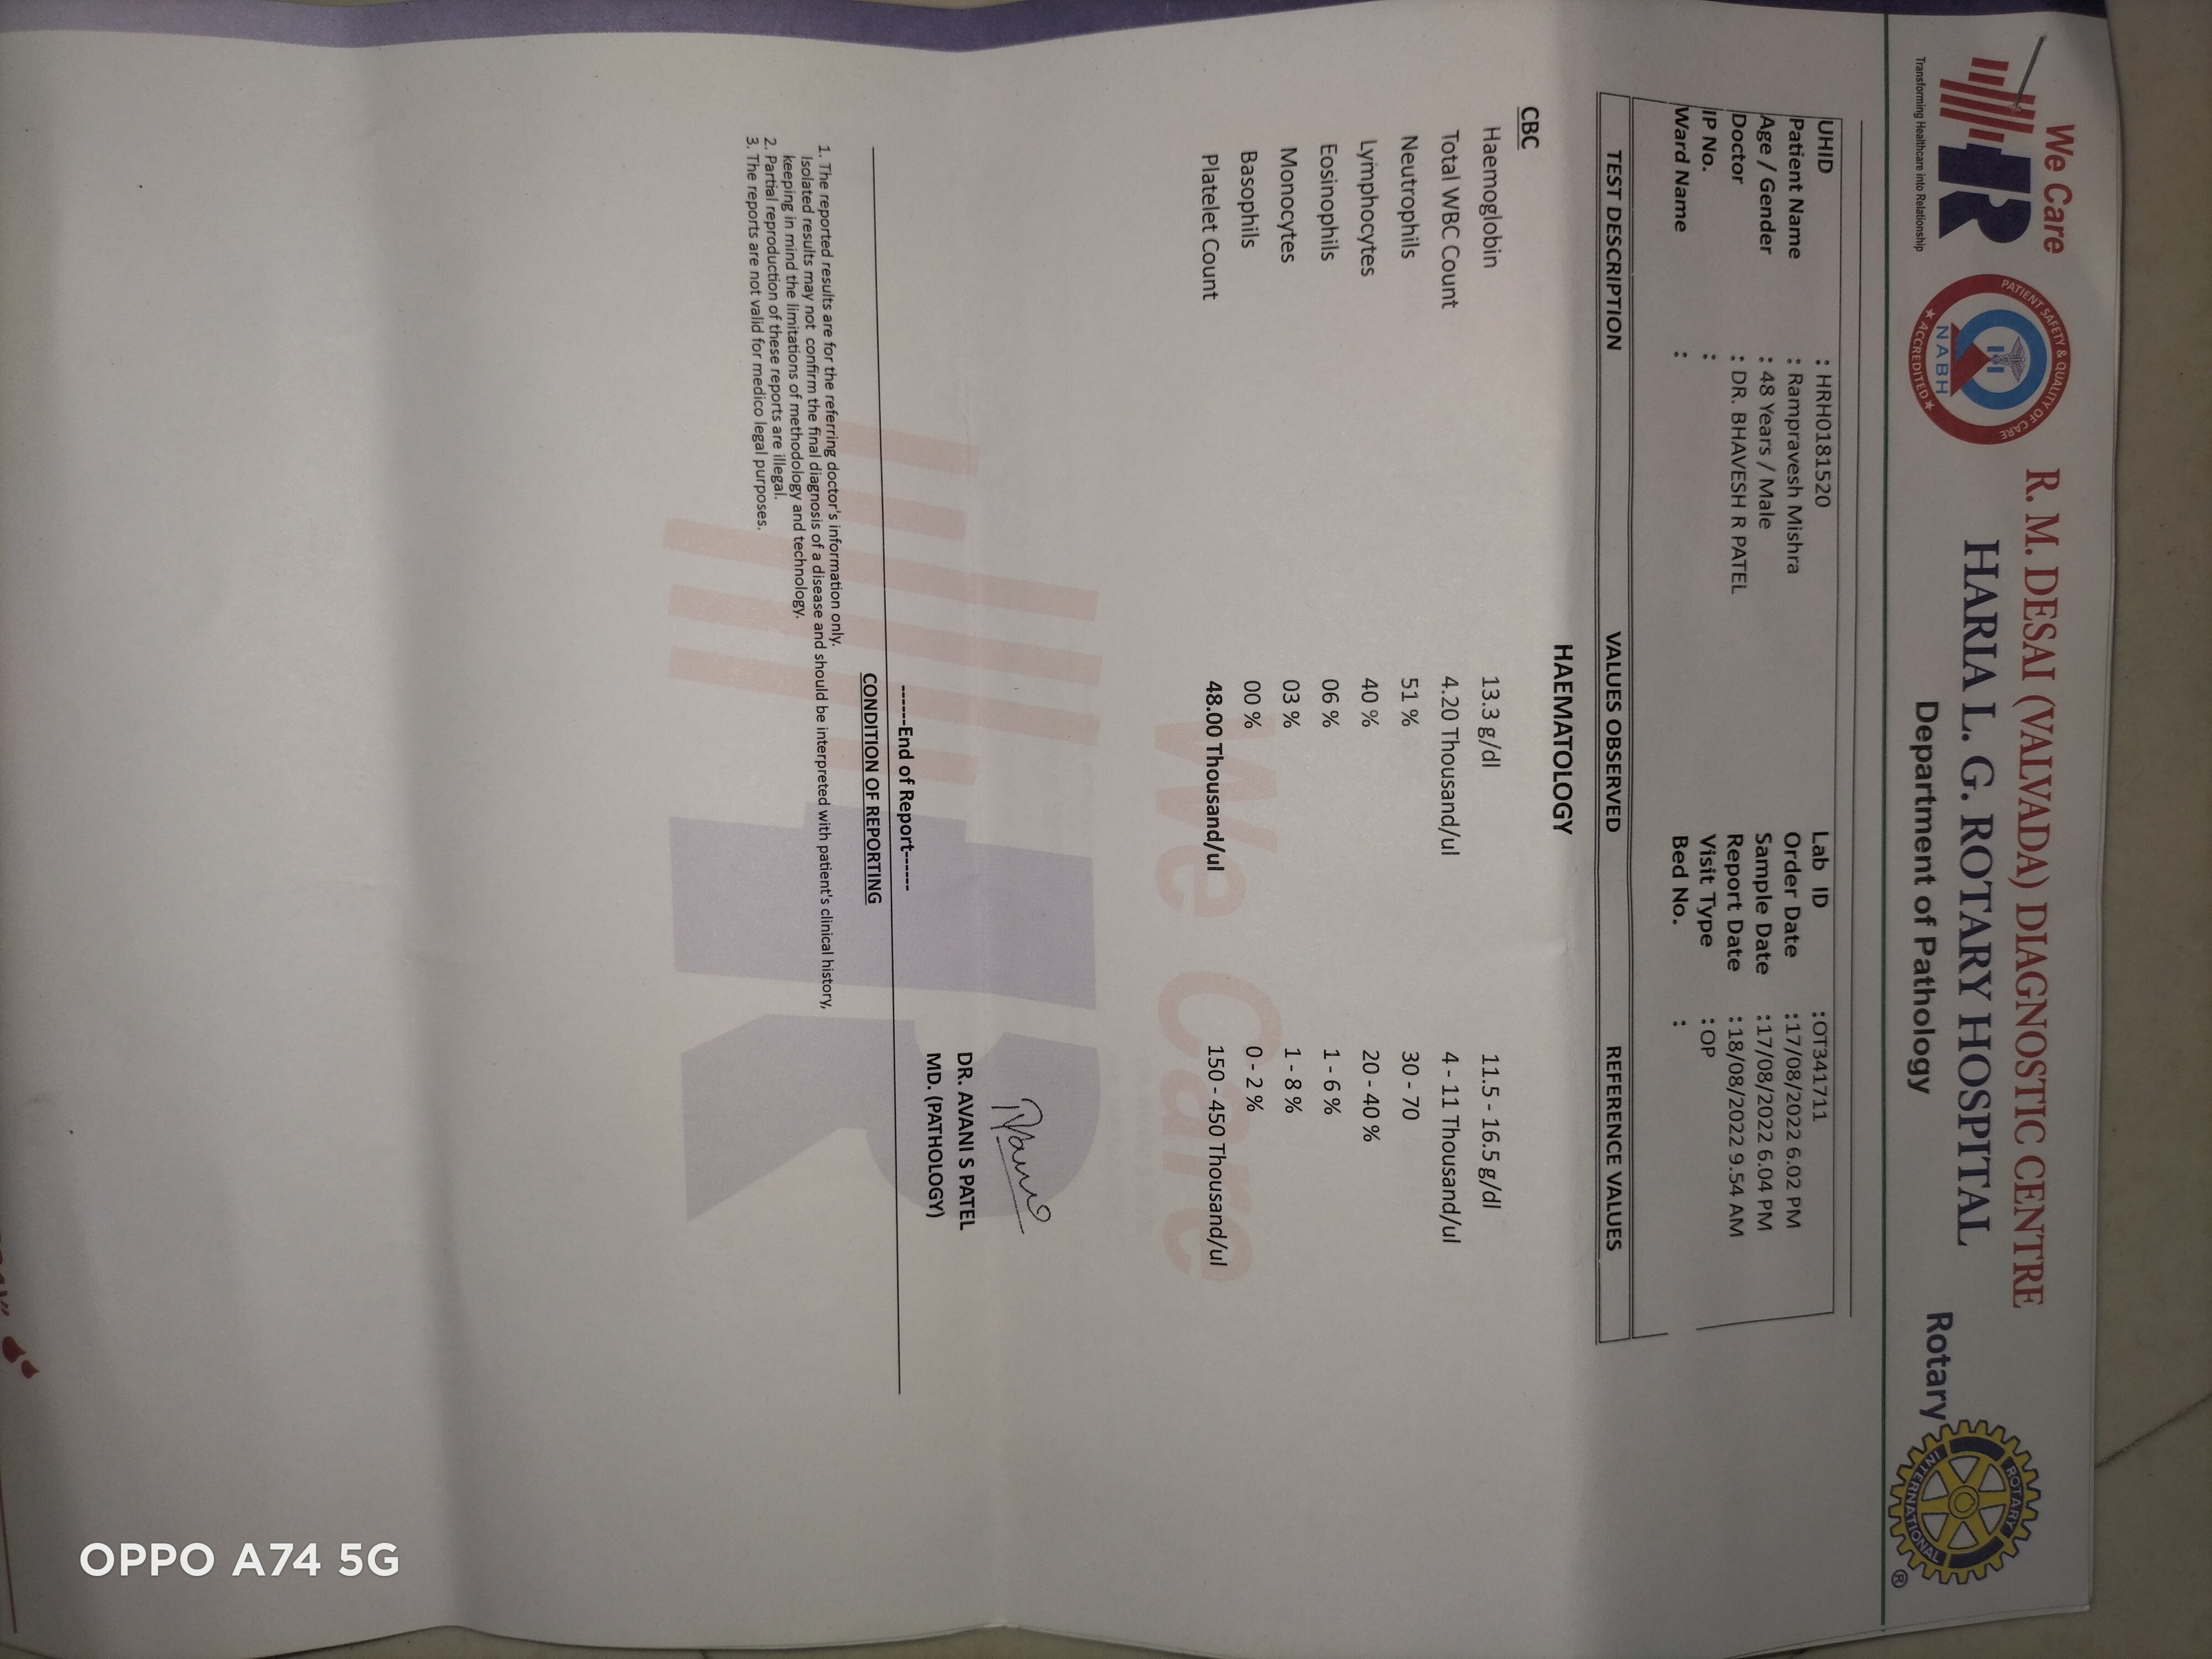 We Care
Transforming Healthcare into Relationship
PATIENT SAFETY & QUALITY OF CARE
NABH
★ ACCREDITED ★
R. M. DESAI (VALVADA) DIAGNOSTIC CENTRE
HARIA L. G. ROTARY HOSPITAL
Department of Pathology
Rotary
ROTARY INTERNATIONAL
®
UHID : HRH0181520 Lab ID :OT341711
Patient Name : Rampravesh Mishra Order Date :17/08/2022 6.02 PM
Age / Gender : 48 Years / Male Sample Date :17/08/2022 6.04 PM
Doctor : DR. BHAVESH R PATEL Report Date :18/08/2022 9.54 AM
IP No. : Visit Type :OP
Ward Name : Bed No. :
TEST DESCRIPTION VALUES OBSERVED REFERENCE VALUES
HAEMATOLOGY
CBC
Haemoglobin 13.3 g/dl 11.5 - 16.5 g/dl
Total WBC Count 4.20 Thousand/ul 4 - 11 Thousand/ul
Neutrophils 51 % 30 - 70
Lymphocytes 40 % 20 - 40 %
Eosinophils 06 % 1 - 6 %
Monocytes 03 % 1 - 8 %
Basophils 00 % 0 - 2 %
Platelet Count 48.00 Thousand/ul 150 - 450 Thousand/ul
We Care
DR. AVANI S PATEL
MD. (PATHOLOGY)
------End of Report-----
CONDITION OF REPORTING
1. The reported results are for the referring doctor's information only.
Isolated results may not confirm the final diagnosis of a disease and should be interpreted with patient's clinical history,
keeping in mind the limitations of methodology and technology.
2. Partial reproduction of these reports are illegal.
3. The reports are not valid for medico legal purposes.
OPPO A74 5G